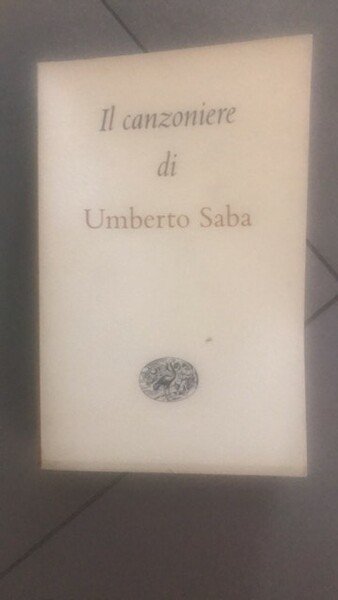 Il canzoniere
di
Umberto Saba